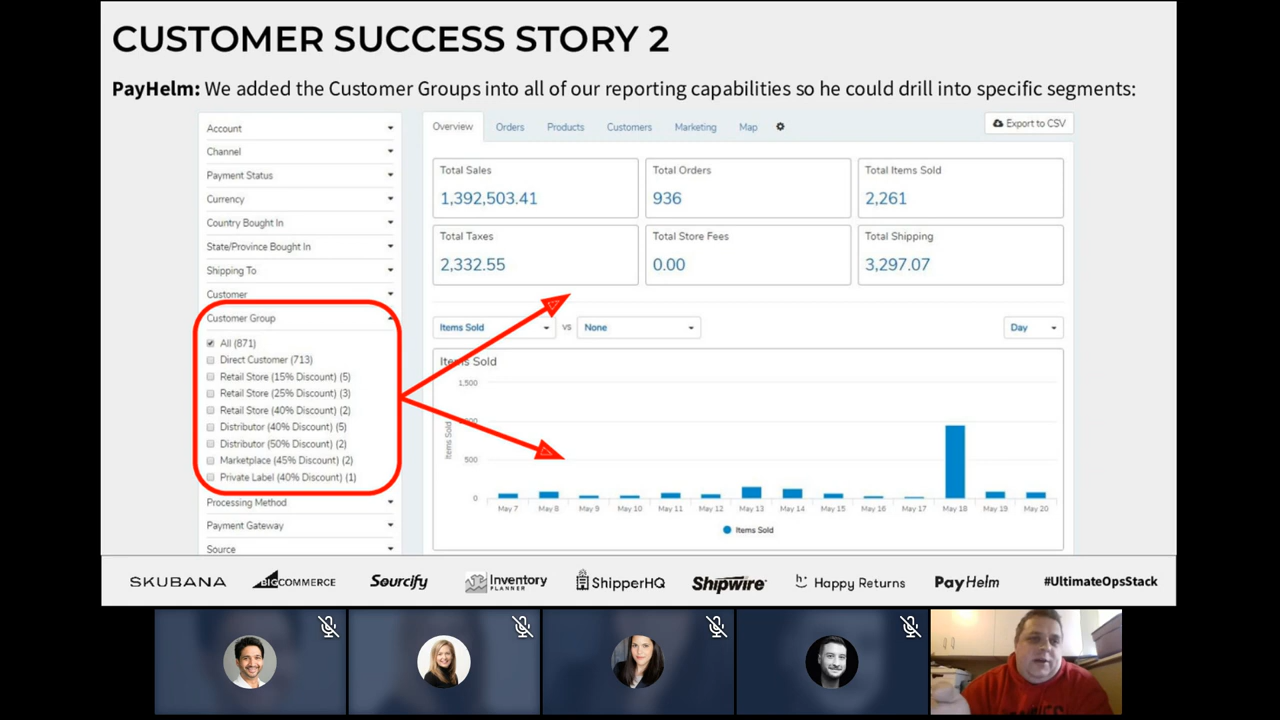 CUSTOMER SUCCESS STORY 2
PayHelm: We added the Customer Groups into all of our reporting capabilities so he could drill into specific segments:
Account
Channel
Payment Status
Currency
Country Bought In
State/Province Bought In
Shipping To
Customer
Customer Group
All (871)
Direct Customer (713)
Retail Store (15% Discount) (5)
Retail Store (25% Discount) (3)
Retail Store (40% Discount) (2)
Distributor (40% Discount) (5)
Distributor (50% Discount) (2)
Marketplace (45% Discount) (2)
Private Label (40% Discount) (1)
Processing Method
Payment Gateway
Source
Overview Orders Products Customers Marketing Map Export to CSV
Total Sales Total Orders Total Items Sold
1,392,503.41 936 2,261
Total Taxes Total Store Fees Total Shipping
2,332.55 0.00 3,297.07
Items Sold vs None Day
Items Sold
1,500
500
0
Items Sold
May 7 May 8 May 9 May 10 May 11 May 12 May 13 May 14 May 15 May 16 May 17 May 18 May 19 May 20
Items Sold
SKUBANA BIGCOMMERCE Sourcify Inventory PLANNER ShipperHQ Shipwire Happy Returns PayHelm #UltimateOpsStack